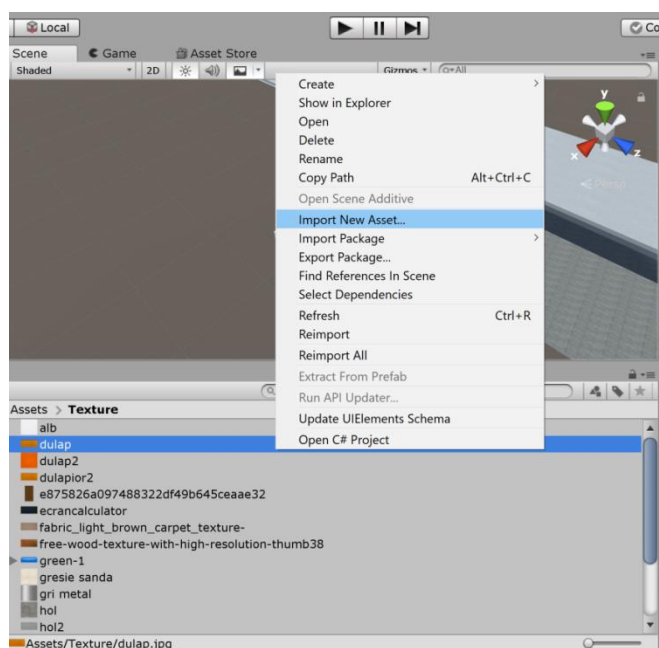 Local
Co
Scene Game Asset Store
Shaded 2D Gizmos All
Create
Show in Explorer
Open
Delete
Rename
Copy Path Alt+Ctrl+C
Open Scene Additive
Import New Asset...
Import Package
Export Package...
Find References In Scene
Select Dependencies
Refresh Ctrl+R
Reimport
Reimport All
Extract From Prefab
Run API Updater...
Update UIElements Schema
Open C# Project
y
x z
Persp
Assets > Texture
alb
dulap
dulap2
dulapior2
e875826a097488322df49b645ceaae32
ecrancalculator
fabric_light_brown_carpet_texture-
free-wood-texture-with-high-resolution-thumb38
green-1
gresie sanda
gri metal
hol
hol2
Assets/Texture/dulap.jpg